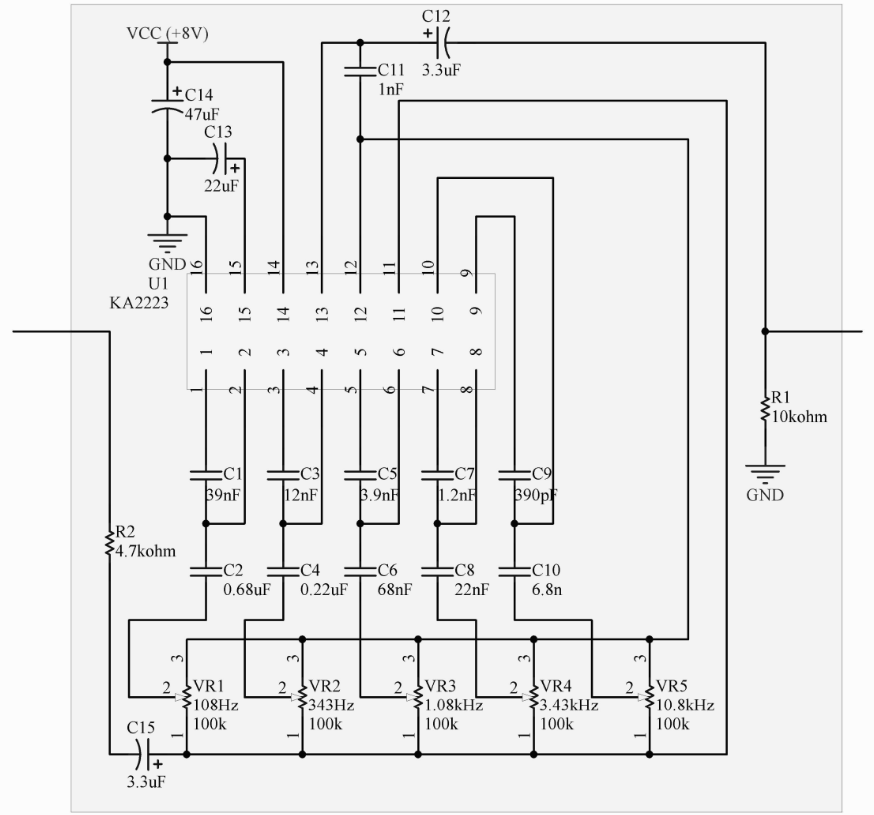 C12
+
3.3uF
VCC (+8V)
C11
1nF
+
C14
47uF
C13
+
22uF
GND
U1
KA2223
16 15 14 13 12 11 10 9
16 15 14 13 12 11 10 9
1 2 3 4 5 6 7 8
1 2 3 4 5 6 7 8
R1
10kohm
GND
C1
39nF
C3
12nF
C5
3.9nF
C7
1.2nF
C9
390pF
R2
4.7kohm
C2
0.68uF
C4
0.22uF
C6
68nF
C8
22nF
C10
6.8n
3 3 3 3 3
2 VR1
108Hz
100k
2 VR2
343Hz
100k
2 VR3
1.08kHz
100k
2 VR4
3.43kHz
100k
2 VR5
10.8kHz
100k
1 1 1 1 1
C15
+
3.3uF